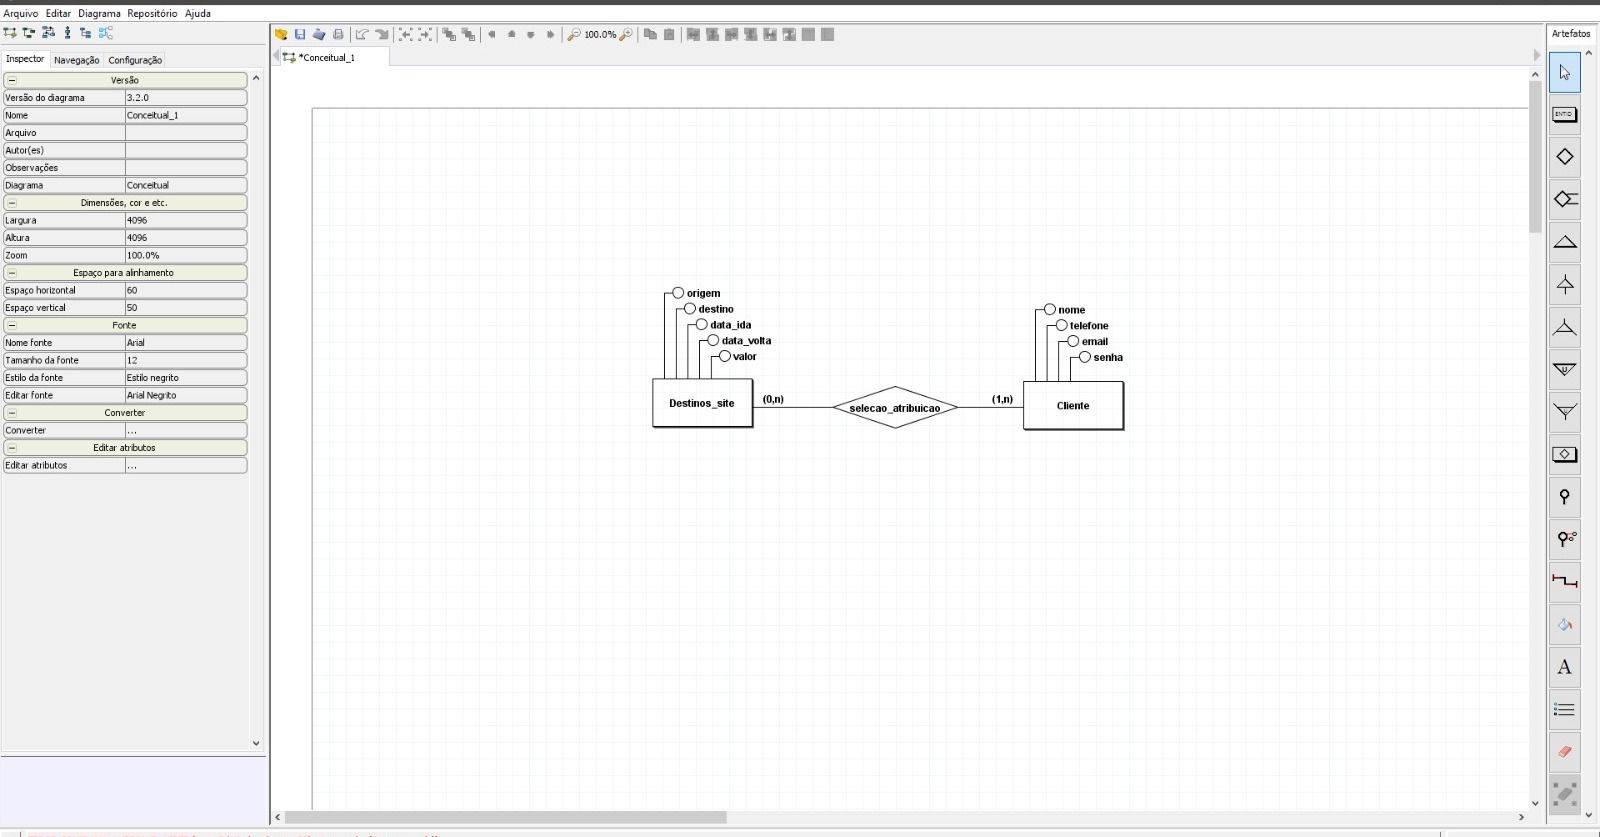 Arquivo Editar Diagrama Repositório Ajuda
100.0%
Artefatos
Inspector Navegação Configuração
*Conceitual_1
Versão
Versão do diagrama 3.2.0
Nome Conceitual_1
Arquivo
Autor(es)
Observações
Diagrama Conceitual
Dimensões, cor e etc.
Largura 4096
Altura 4096
Zoom 100.0%
Espaço para alinhamento
Espaço horizontal 60
Espaço vertical 50
Fonte
Nome fonte Arial
Tamanho da fonte 12
Estilo da fonte Estilo negrito
Editar fonte Arial Negrito
Converter
Converter ...
Editar atributos
Editar atributos ...
origem
destino
data_ida
data_volta
valor
Destinos_site
(0,n)
selecao_atribuicao
(1,n)
nome
telefone
email
senha
Cliente
ENTID
A